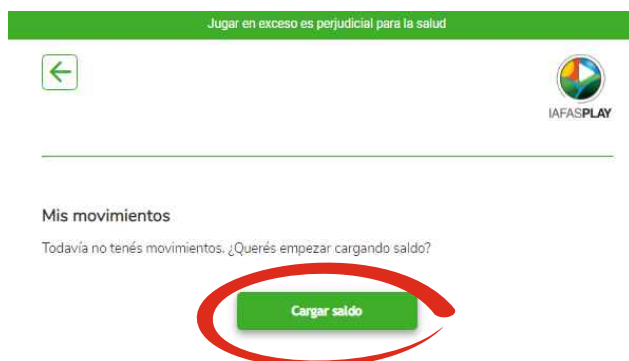 Jugar en exceso es perjudicial para la salud
IAFASPLAY
Mis movimientos
Todavía no tenés movimientos. ¿Querés empezar cargando saldo?
Cargar saldo